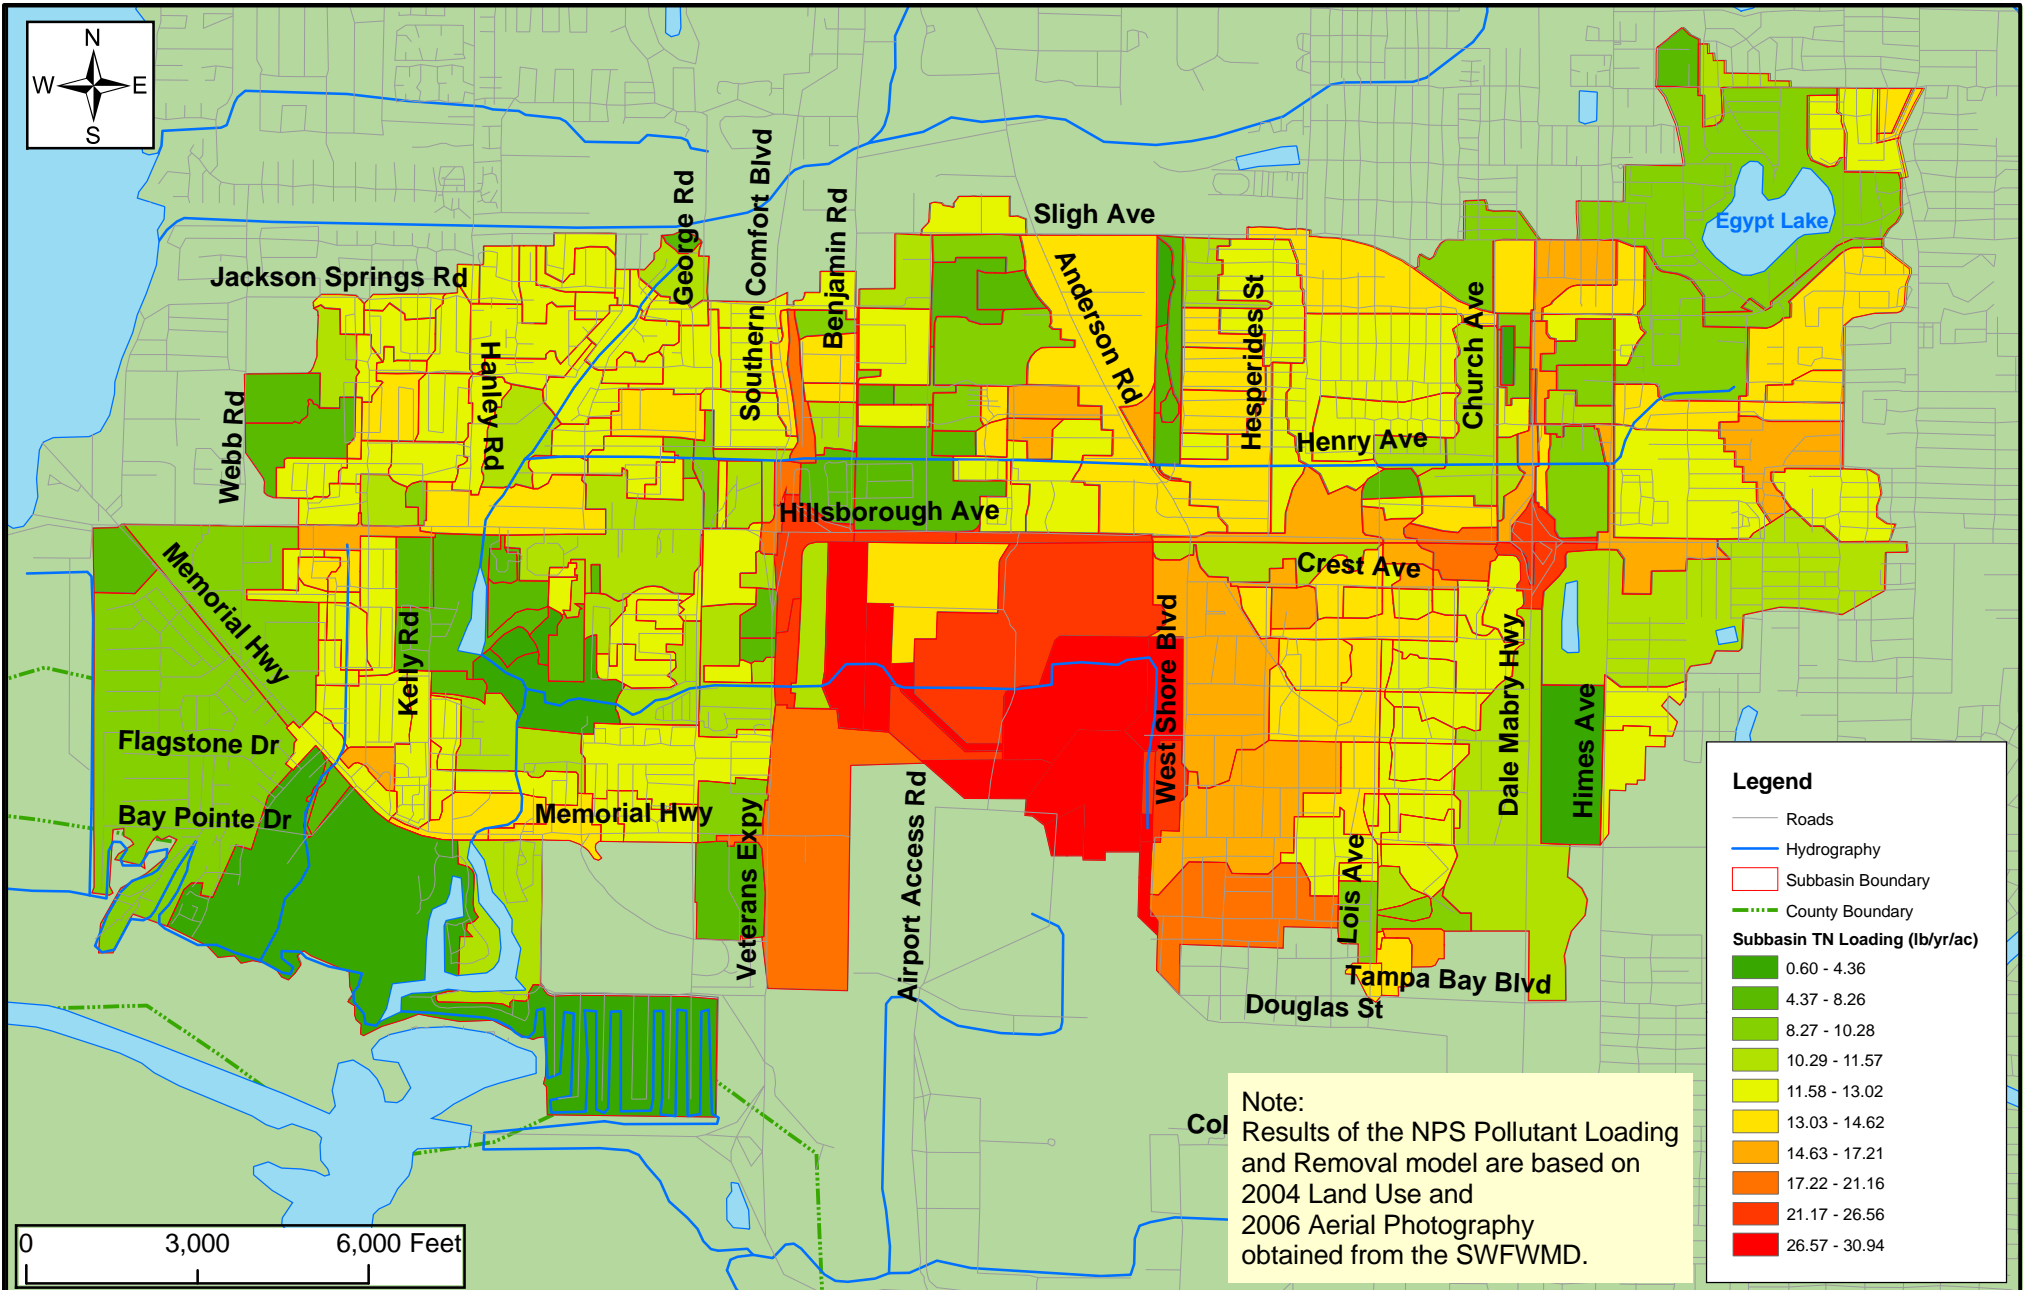 N
W E
S
Sligh Ave
Jackson Springs Rd
George Rd
Southern Comfort Blvd
Benjamin Rd
Anderson Rd
Hesperides St
Church Ave
Egypt Lake
Webb Rd
Hanley Rd
Henry Ave
Hillsborough Ave
Memorial Hwy
Kelly Rd
Crest Ave
West Shore Blvd
Dale Mabry Hwy
Himes Ave
Flagstone Dr
Bay Pointe Dr
Memorial Hwy
Veterans Expy
Airport Access Rd
Lois Ave
Tampa Bay Blvd
Douglas St
Col
Note:
Results of the NPS Pollutant Loading
and Removal model are based on
2004 Land Use and
2006 Aerial Photography
obtained from the SWFWMD.
Legend
Roads
Hydrography
Subbasin Boundary
County Boundary
Subbasin TN Loading (lb/yr/ac)
0.60 - 4.36
4.37 - 8.26
8.27 - 10.28
10.29 - 11.57
11.58 - 13.02
13.03 - 14.62
14.63 - 17.21
17.22 - 21.16
21.17 - 26.56
26.57 - 30.94
0 3,000 6,000 Feet